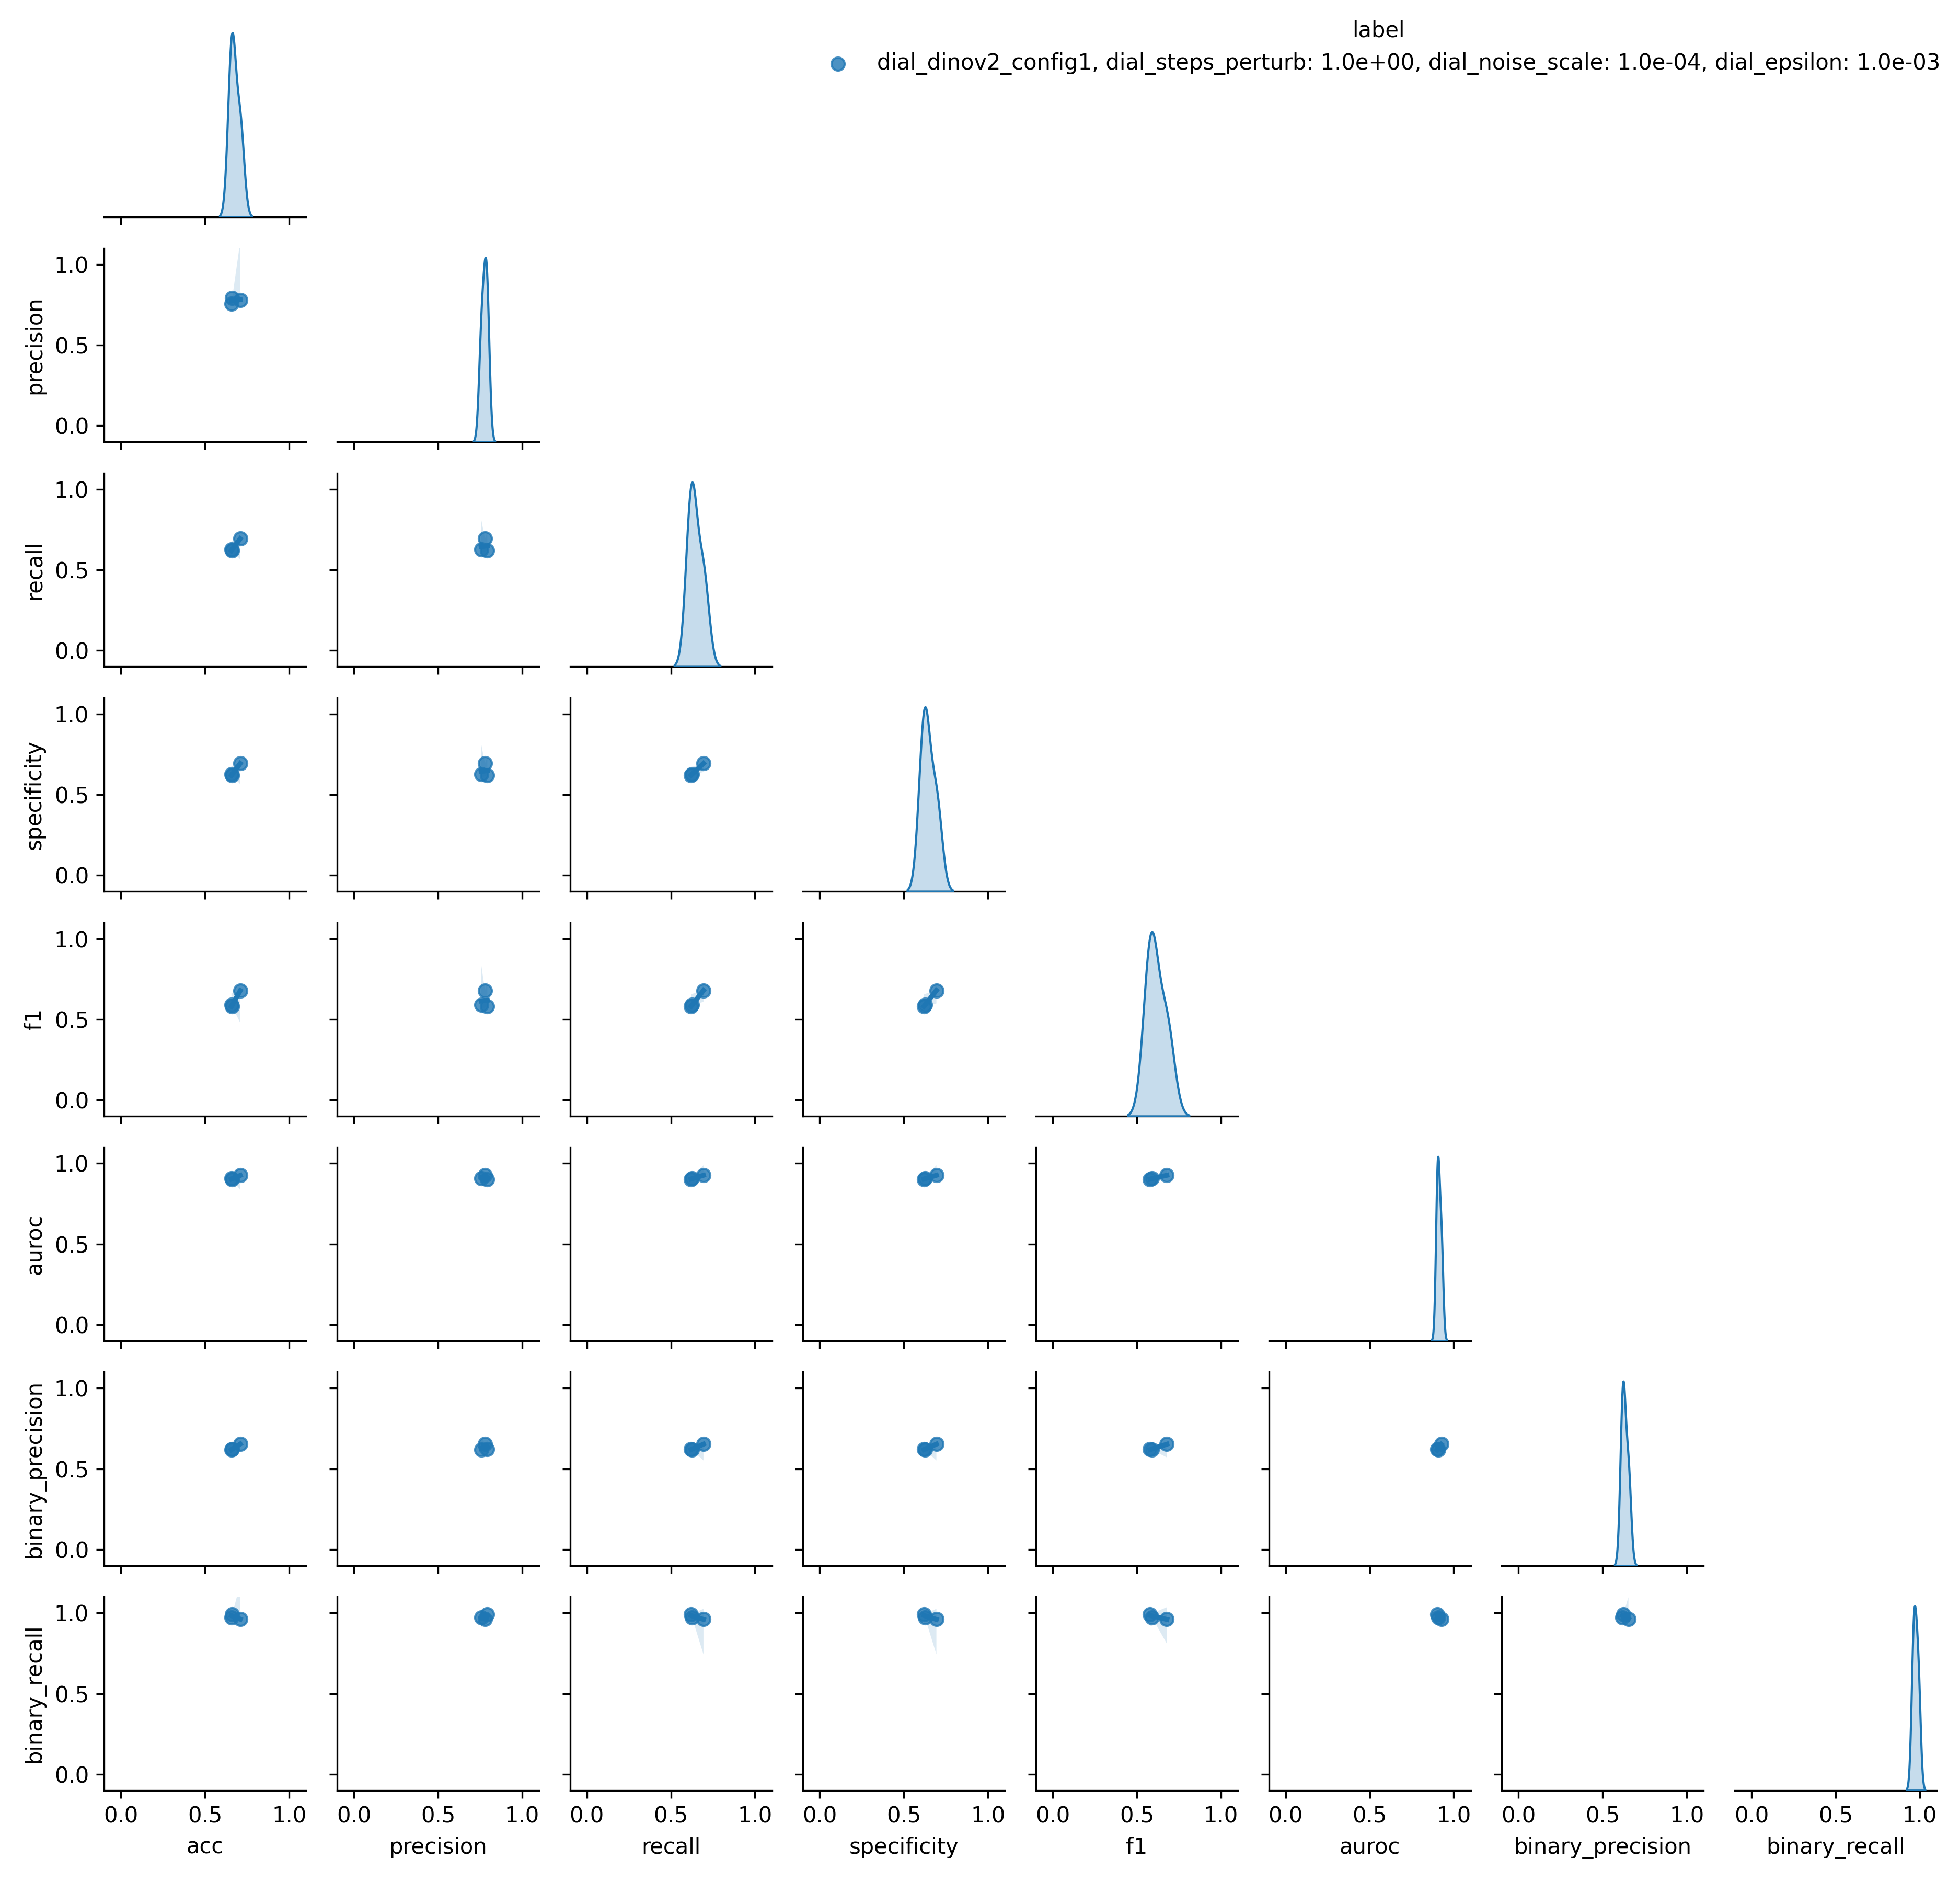 label
dial_dinov2_config1, dial_steps_perturb: 1.0e+00, dial_noise_scale: 1.0e-04, dial_epsilon: 1.0e-03
precision
1.0
0.5
0.0
recall
1.0
0.5
0.0
specificity
1.0
0.5
0.0
f1
1.0
0.5
0.0
auroc
1.0
0.5
0.0
binary_precision
1.0
0.5
0.0
binary_recall
1.0
0.5
0.0
0.0 0.5 1.0 0.0 0.5 1.0 0.0 0.5 1.0 0.0 0.5 1.0 0.0 0.5 1.0 0.0 0.5 1.0 0.0 0.5 1.0 0.0 0.5 1.0
acc precision recall specificity f1 auroc binary_precision binary_recall